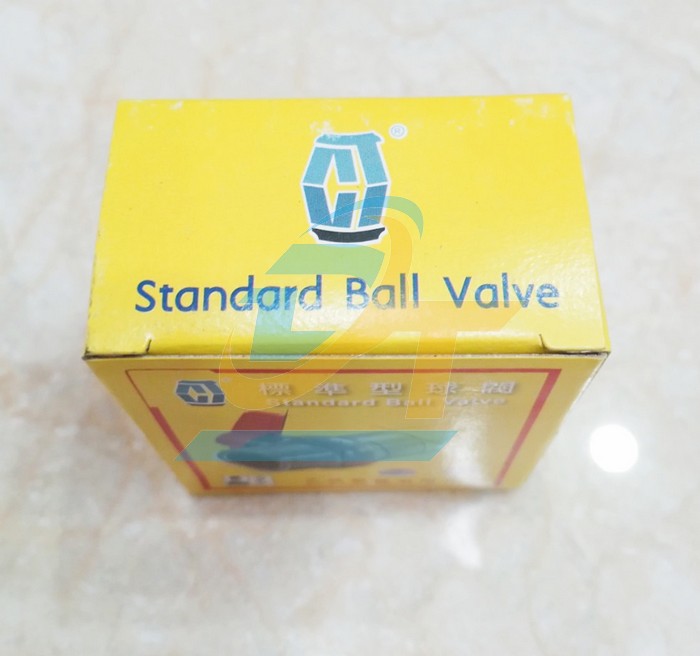 ®
Standard Ball Valve
標準型球閥
Standard Ball Valve